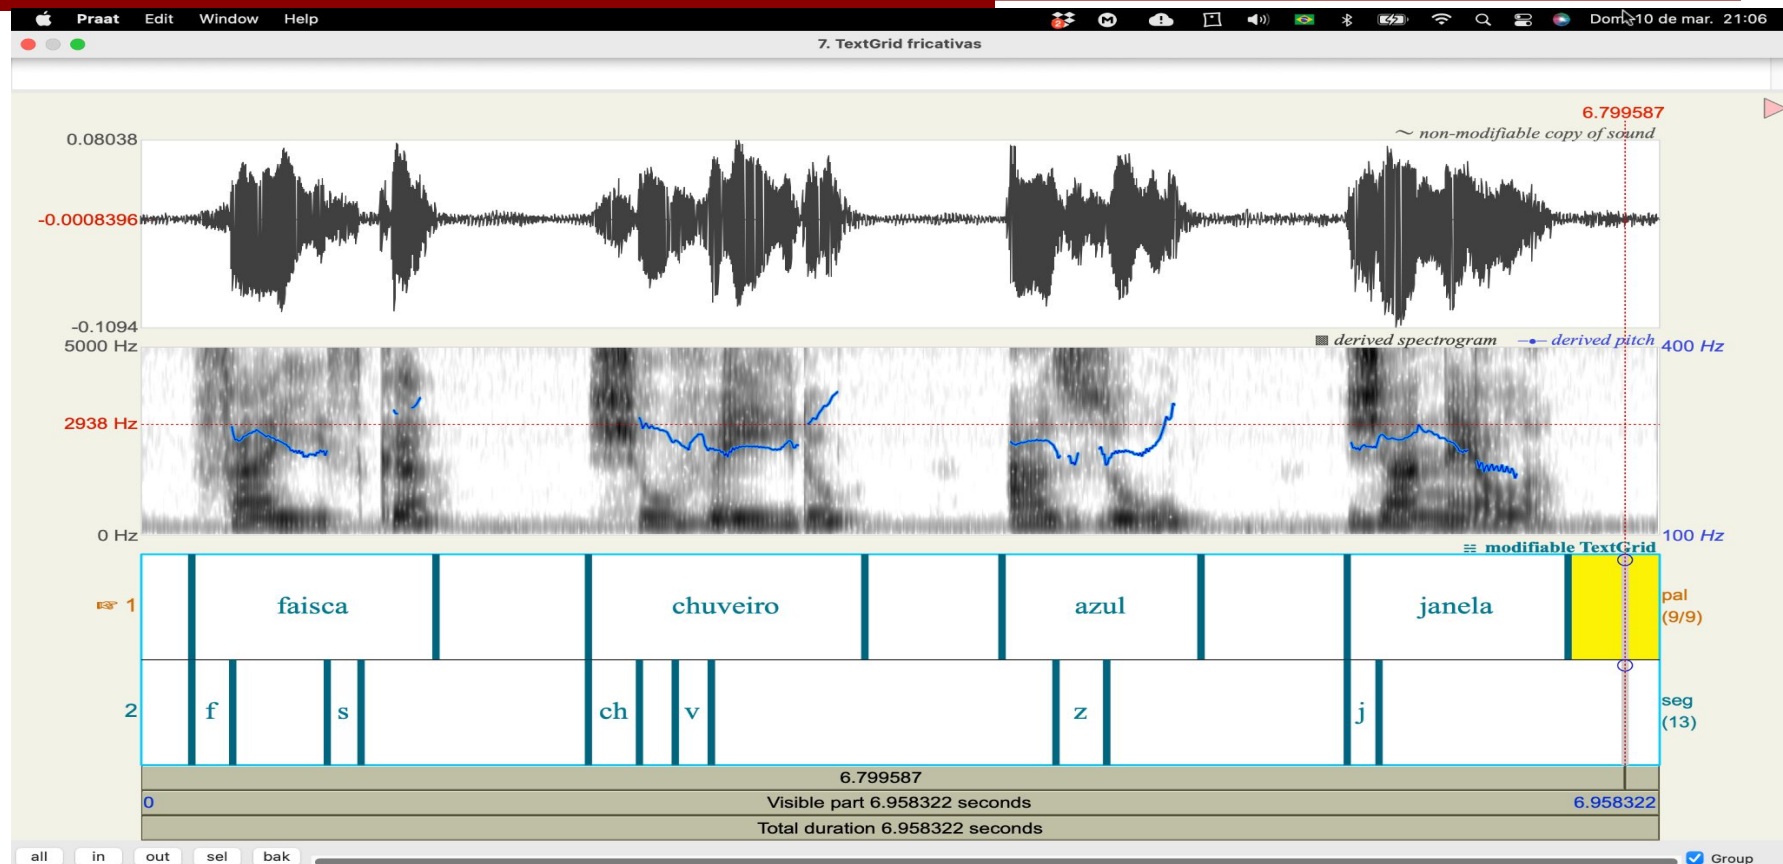 Praat Edit Window Help Dom. 10 de mar. 21:06
7. TextGrid fricativas
6.799587
~ non-modifiable copy of sound
0.08038
-0.0008396
-0.1094
5000 Hz derived spectrogram derived pitch 400 Hz
2938 Hz
0 Hz 100 Hz
modifiable TextGrid
1 faisca chuveiro azul janela pal
(9/9)
2 f s ch v z j seg
(13)
6.799587
0 Visible part 6.958322 seconds 6.958322
Total duration 6.958322 seconds
all in out sel bak Group